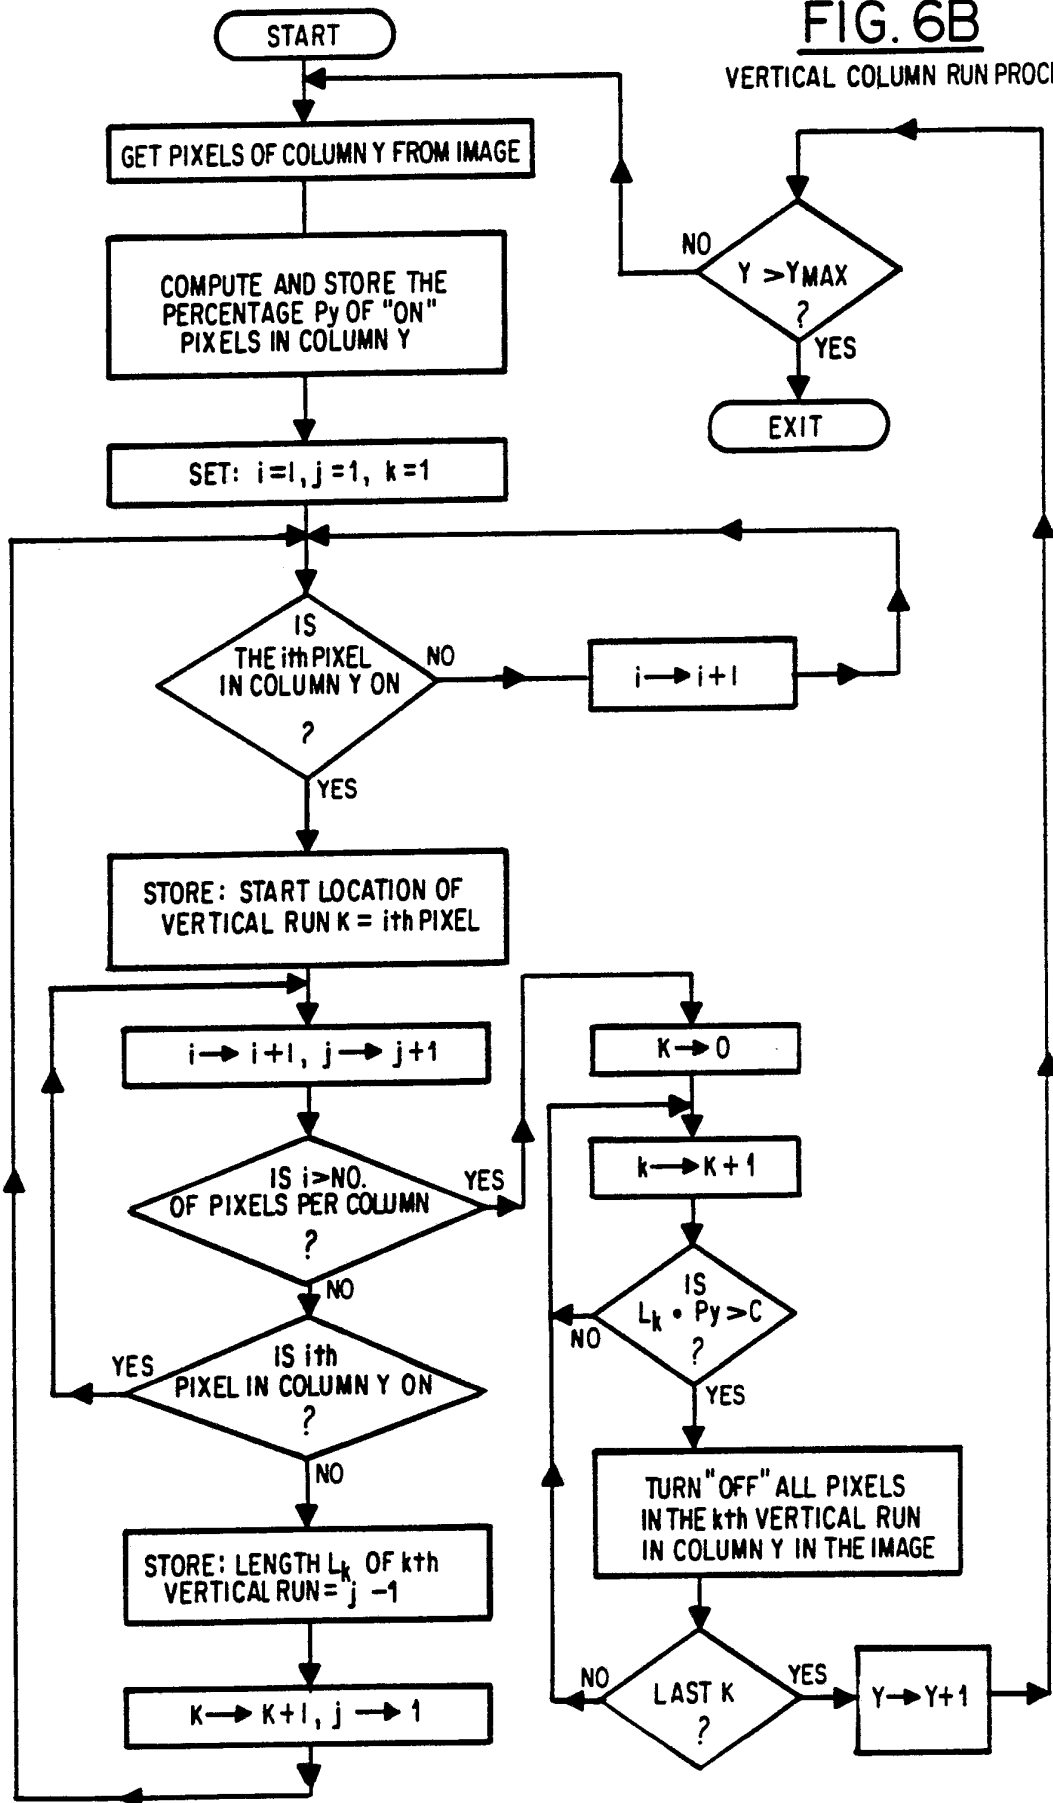 FIG. 6B
VERTICAL COLUMN RUN
START
GET PIXELS OF COLUMN Y FROM IMAGE
COMPUTE AND STORE THE
PERCENTAGE Py OF "ON"
PIXELS IN COLUMN Y
SET: i=1, j=1, k=1
NO
Y >YMAX
?
YES
EXIT
IS
THE ith PIXEL
IN COLUMN Y ON
?
NO
i→i+1
YES
STORE: START LOCATION OF
VERTICAL RUN K = ith PIXEL
i→i+1, j→j+1
IS i>NO.
OF PIXELS PER COLUMN
?
YES
NO
IS ith
PIXEL IN COLUMN Y ON
?
YES
NO
STORE: LENGTH Lk OF kth
VERTICAL RUN = j -1
K→K+1, j→1
K→0
k→K+1
IS
Lk • Py >C
?
NO
YES
TURN "OFF" ALL PIXELS
IN THE kth VERTICAL RUN
IN COLUMN Y IN THE IMAGE
NO
LAST K
?
YES
Y→Y+1